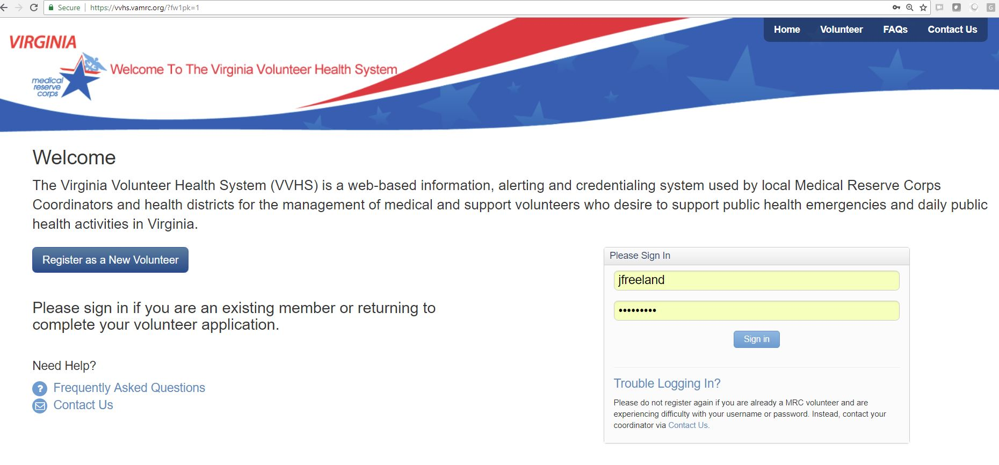 Secure https://vvhs.vamrc.org/?fw1pk=1
Home Volunteer FAQs Contact Us
VIRGINIA
medical
reserve
corps
Welcome To The Virginia Volunteer Health System
Welcome
The Virginia Volunteer Health System (VVHS) is a web-based information, alerting and credentialing system used by local Medical Reserve Corps
Coordinators and health districts for the management of medical and support volunteers who desire to support public health emergencies and daily public
health activities in Virginia.
Register as a New Volunteer
Please sign in if you are an existing member or returning to
complete your volunteer application.
Need Help?
Frequently Asked Questions
Contact Us
Please Sign In
jfreeland
•••••••••
Sign in
Trouble Logging In?
Please do not register again if you are already a MRC volunteer and are
experiencing difficulty with your username or password. Instead, contact your
coordinator via Contact Us.